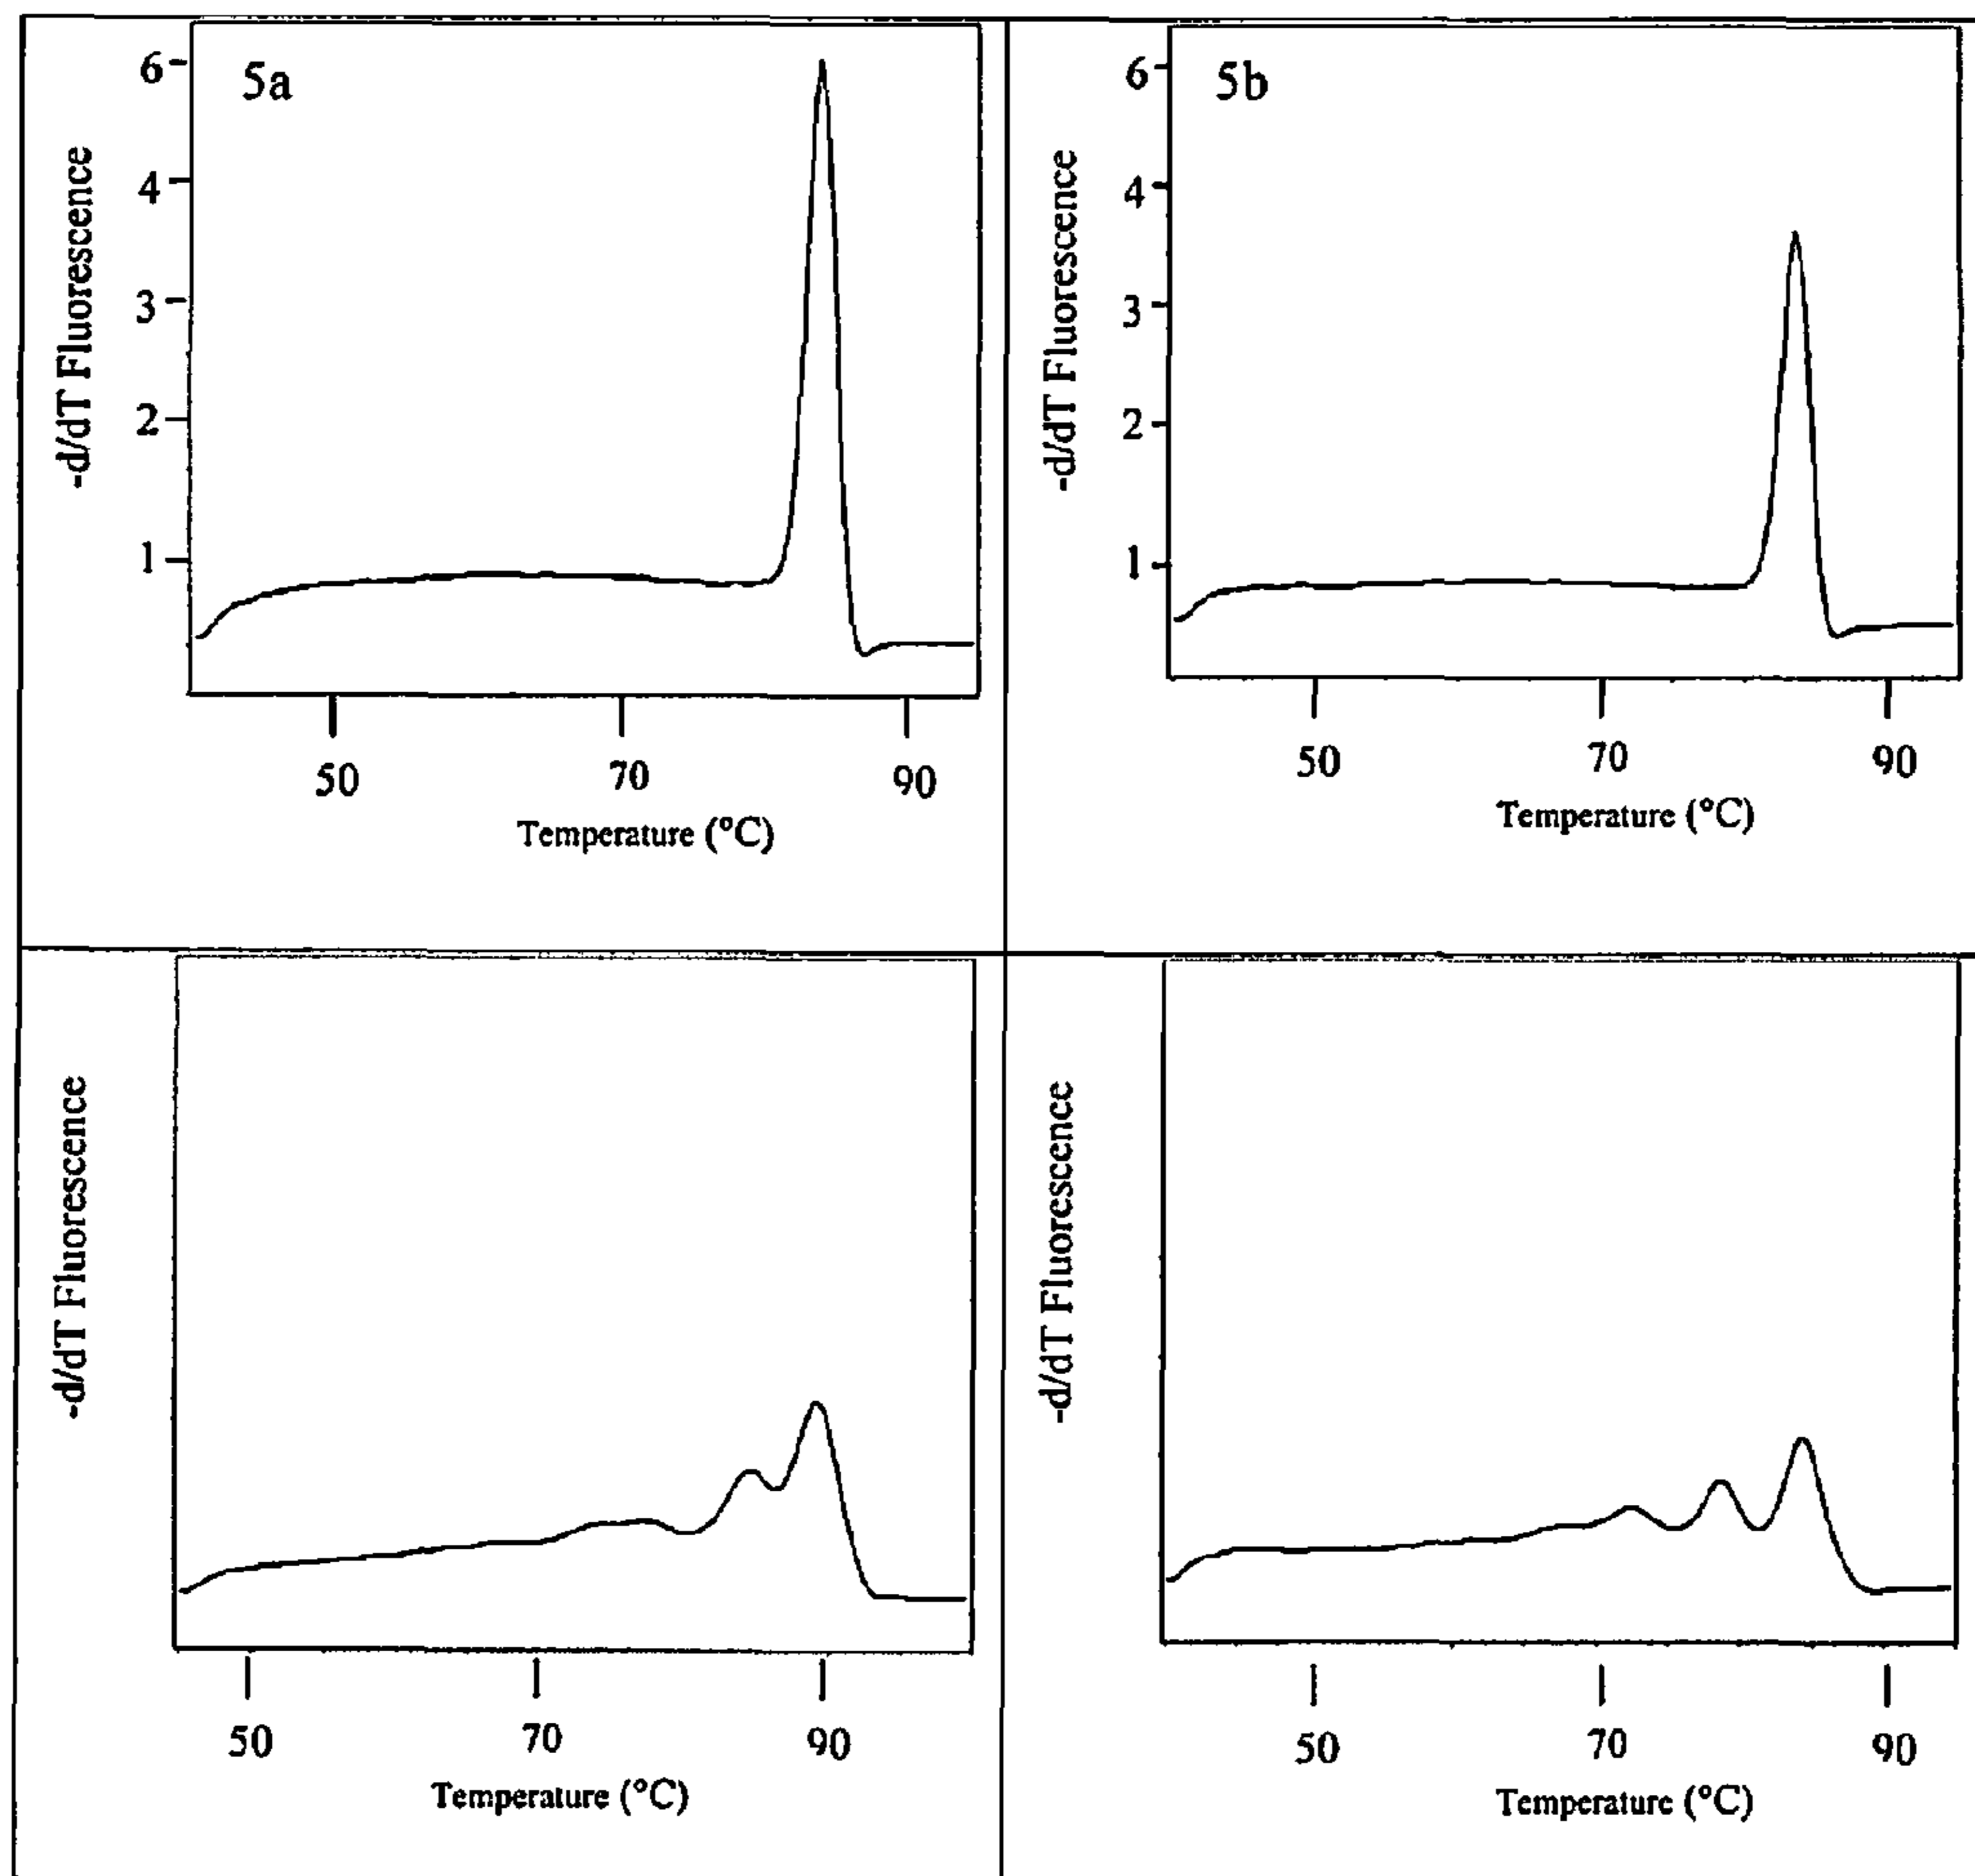 5a
-d/dT Fluorescence
6
4
3
2
1
50 70 90
Temperature (°C)
5b
-d/dT Fluorescence
6
4
3
2
1
50 70 90
Temperature (°C)
-d/dT Fluorescence
50 70 90
Temperature (°C)
-d/dT Fluorescence
50 70 90
Temperature (°C)